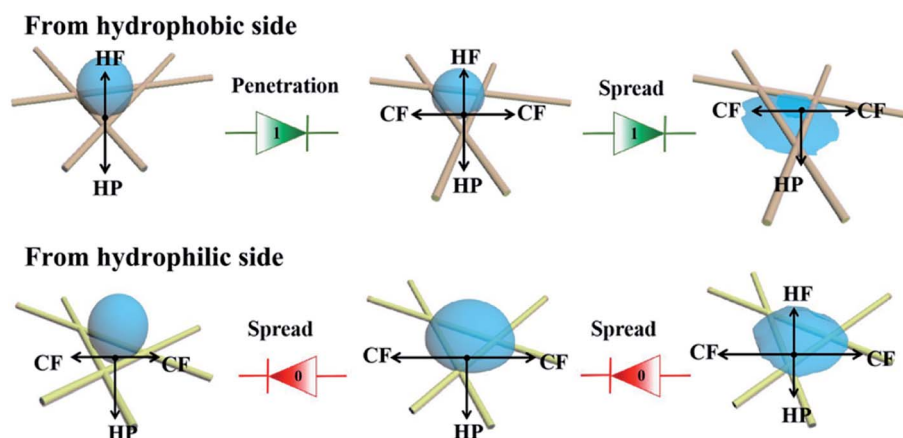 From hydrophobic side
HF
Penetration
1
HP
HF
CF CF
HP
Spread
1
CF CF
HP
From hydrophilic side
CF CF
HP
Spread
0
CF CF
HP
Spread
0
HF
CF CF
HP